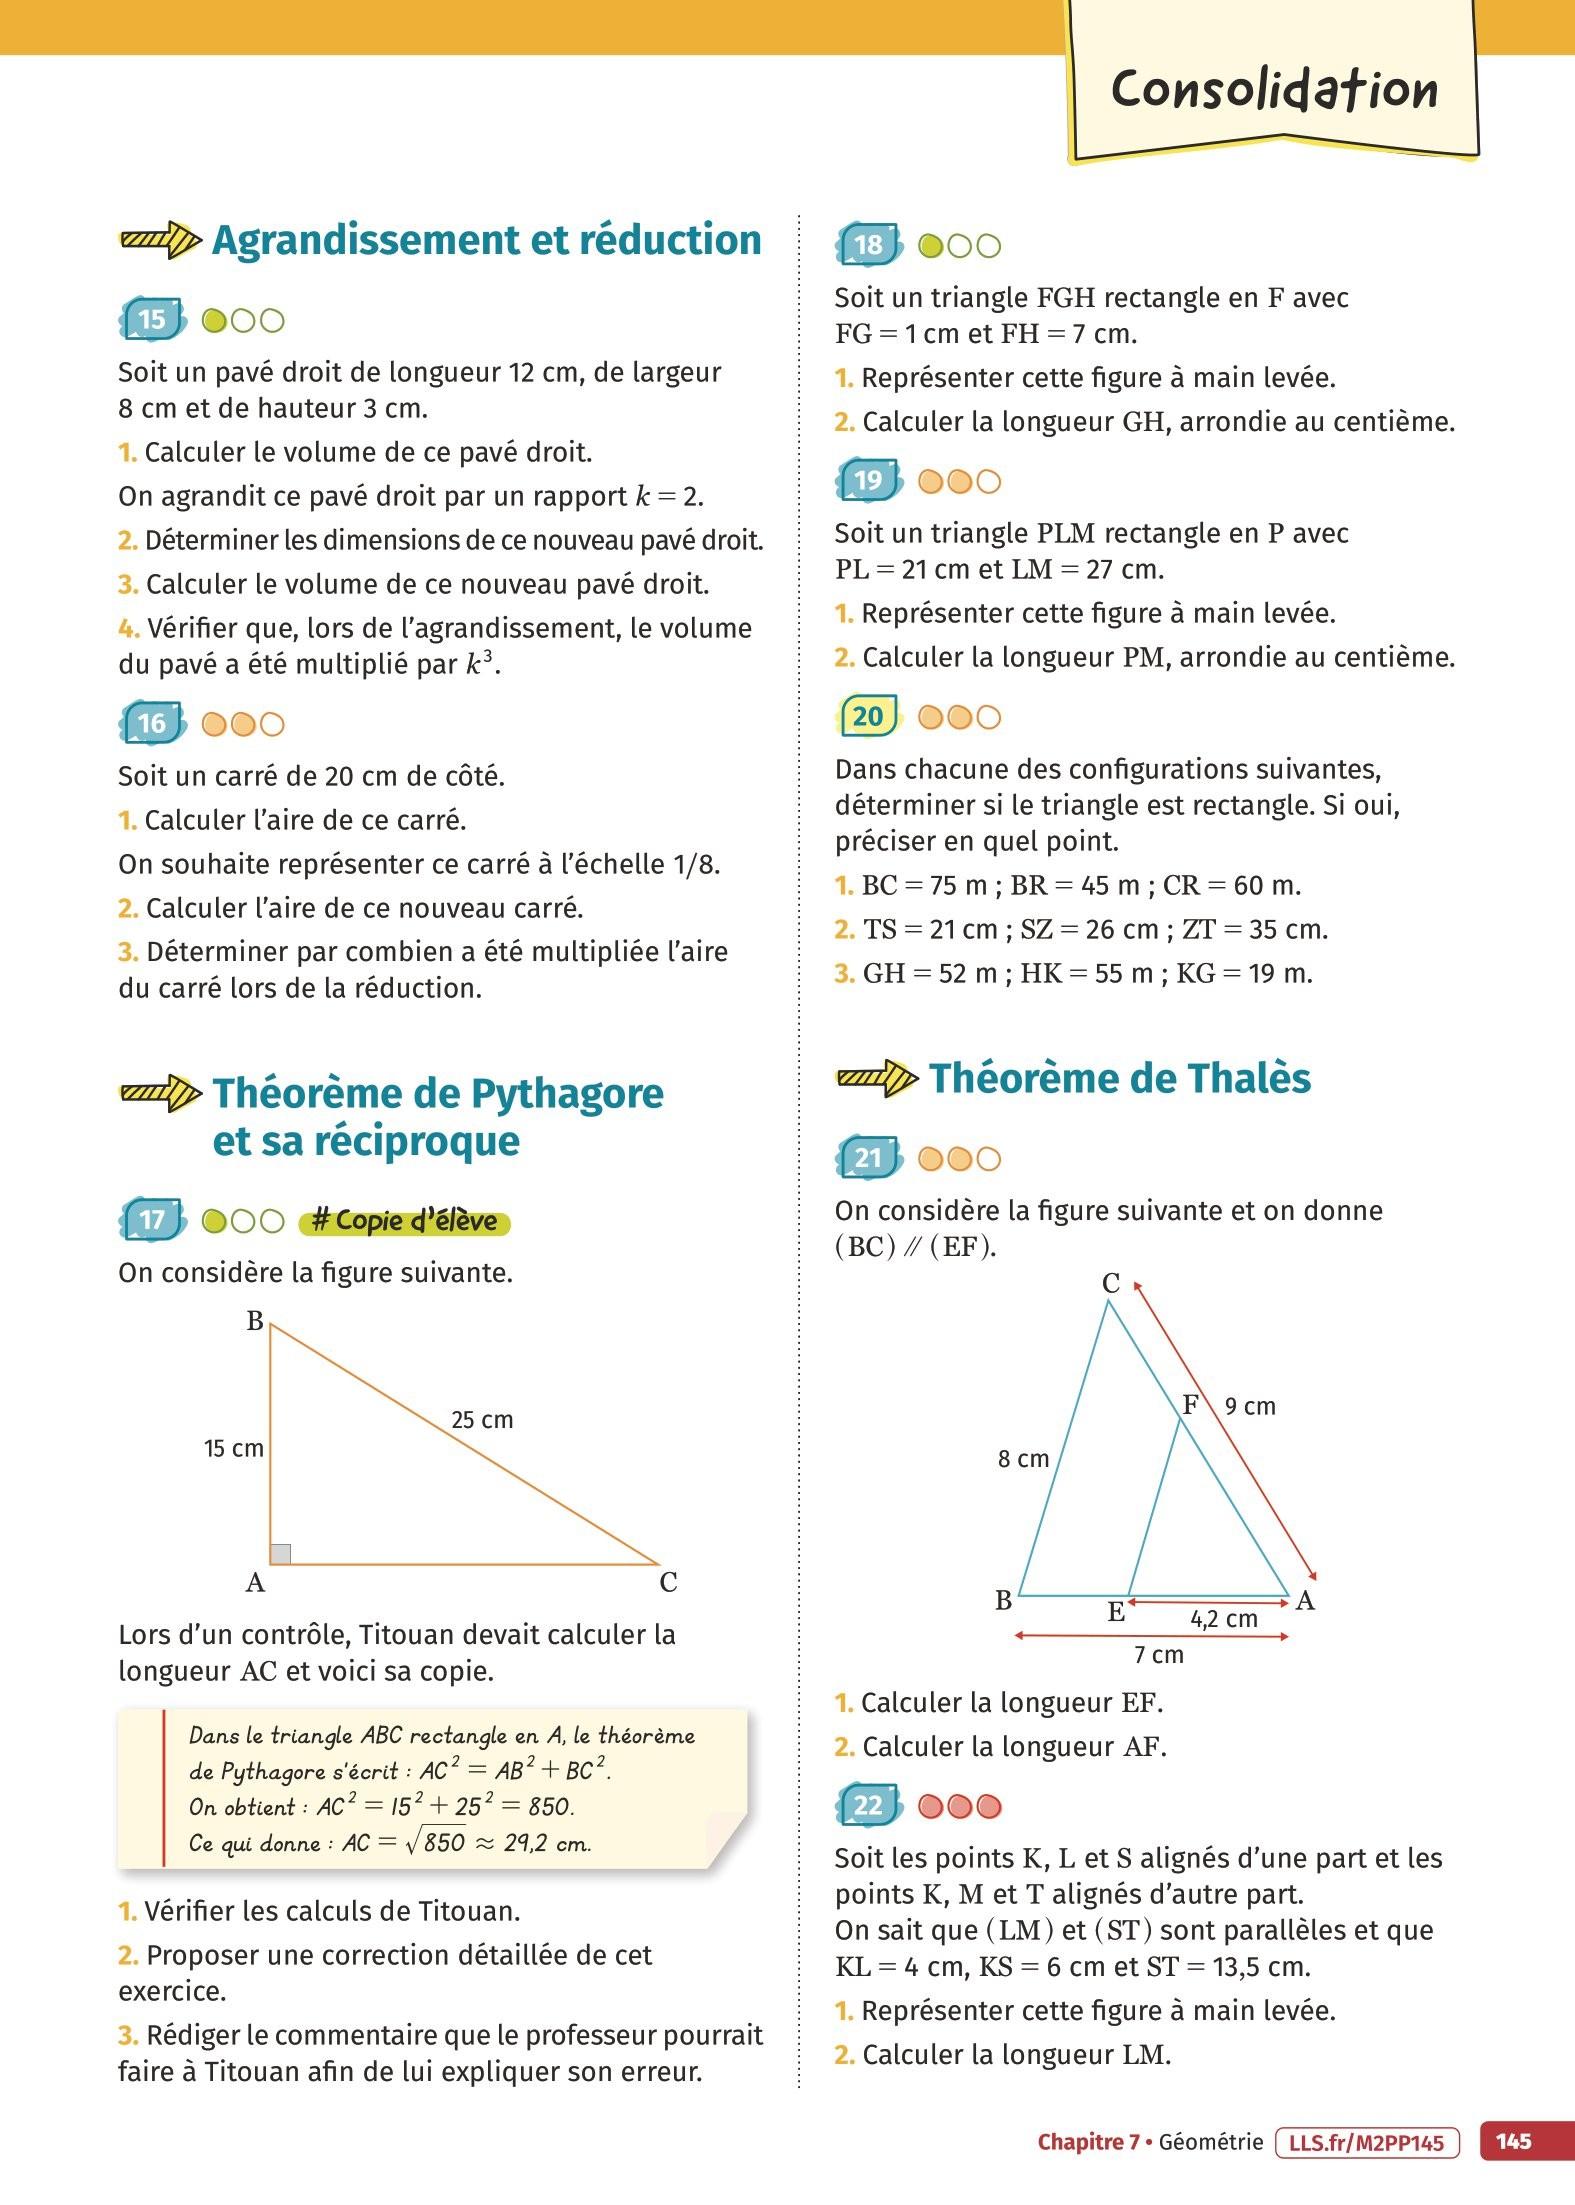 Consolidation
Agrandissement et réduction
15
Soit un pavé droit de longueur 12 cm, de largeur
8 cm et de hauteur 3 cm.
1. Calculer le volume de ce pavé droit.
On agrandit ce pavé droit par un rapport k = 2.
2. Déterminer les dimensions de ce nouveau pavé droit.
3. Calculer le volume de ce nouveau pavé droit.
4. Vérifier que, lors de l'agrandissement, le volume
du pavé a été multiplié par k³.
16
Soit un carré de 20 cm de côté.
1. Calculer l'aire de ce carré.
On souhaite représenter ce carré à l'échelle 1/8.
2. Calculer l'aire de ce nouveau carré.
3. Déterminer par combien a été multipliée l'aire
du carré lors de la réduction.
Théorème de Pythagore
et sa réciproque
17 # Copie d'élève
On considère la figure suivante.
B
25 cm
15 cm
A
C
Lors d'un contrôle, Titouan devait calculer la
longueur AC et voici sa copie.
Dans le triangle ABC rectangle en A, le théorème
de Pythagore s'écrit : AC² = AB² + BC².
On obtient : AC² = 15² + 25² = 850.
Ce qui donne : AC = √850 ≈ 29,2 cm.
1. Vérifier les calculs de Titouan.
2. Proposer une correction détaillée de cet
exercice.
3. Rédiger le commentaire que le professeur pourrait
faire à Titouan afin de lui expliquer son erreur.
18
Soit un triangle FGH rectangle en F avec
FG = 1 cm et FH = 7 cm.
1. Représenter cette figure à main levée.
2. Calculer la longueur GH, arrondie au centième.
19
Soit un triangle PLM rectangle en P avec
PL = 21 cm et LM = 27 cm.
1. Représenter cette figure à main levée.
2. Calculer la longueur PM, arrondie au centième.
20
Dans chacune des configurations suivantes,
déterminer si le triangle est rectangle. Si oui,
préciser en quel point.
1. BC = 75 m ; BR = 45 m ; CR = 60 m.
2. TS = 21 cm ; SZ = 26 cm ; ZT = 35 cm.
3. GH = 52 m ; HK = 55 m ; KG = 19 m.
Théorème de Thalès
21
On considère la figure suivante et on donne
(BC) // (EF).
C
F
9 cm
8 cm
B
E
A
4,2 cm
7 cm
1. Calculer la longueur EF.
2. Calculer la longueur AF.
22
Soit les points K, L et S alignés d'une part et les
points K, M et T alignés d'autre part.
On sait que (LM) et (ST) sont parallèles et que
KL = 4 cm, KS = 6 cm et ST = 13,5 cm.
1. Représenter cette figure à main levée.
2. Calculer la longueur LM.
Chapitre 7 • Géométrie LLS.fr/M2PP145 145